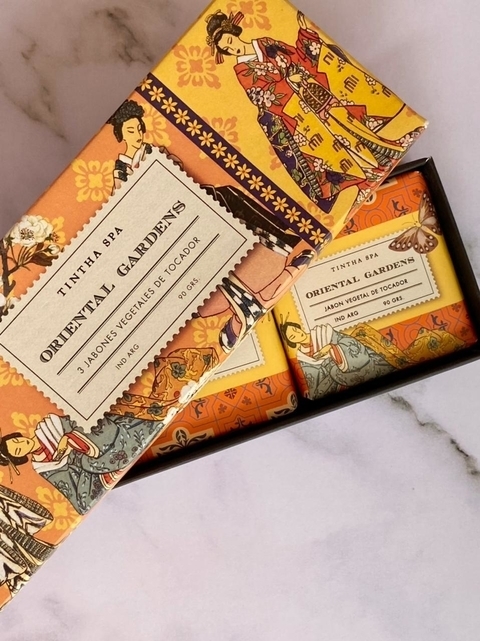 TINTHA SPA
ORIENTAL GARDENS
3 JABONES VEGETALES DE TOCADOR
IND ARG 90 GRS.
TINTHA SPA
ORIENTAL GARDENS
JABON VEGETAL DE TOCADOR
IND ARG 90 GRS.